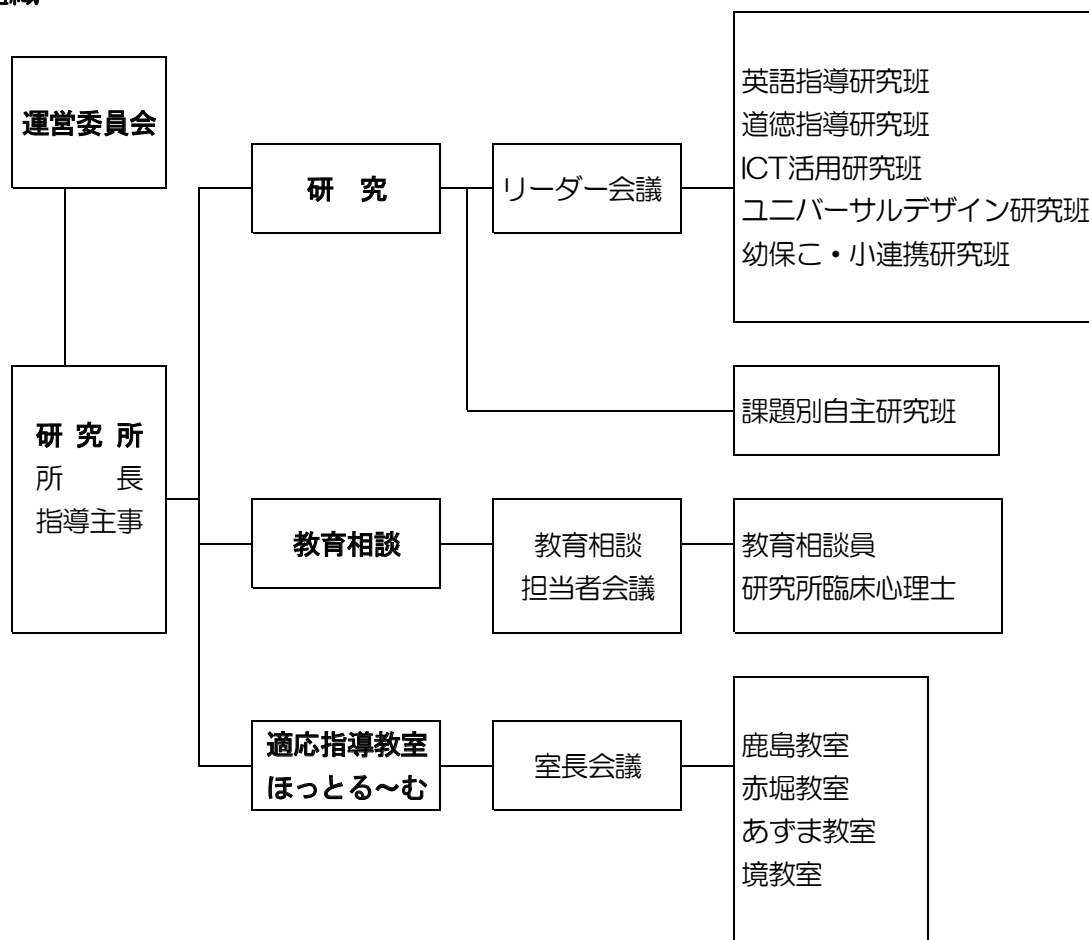 運営委員会
研 究 所
所 長
指導主事
研 究
リーダー会議
英語指導研究班
道徳指導研究班
ICT活用研究班
ユニバーサルデザイン研究班
幼保こ・小連携研究班
課題別自主研究班
教育相談
教育相談
担当者会議
教育相談員
研究所臨床心理士
適応指導教室
ほっとる～む
室長会議
鹿島教室
赤堀教室
あずま教室
境教室